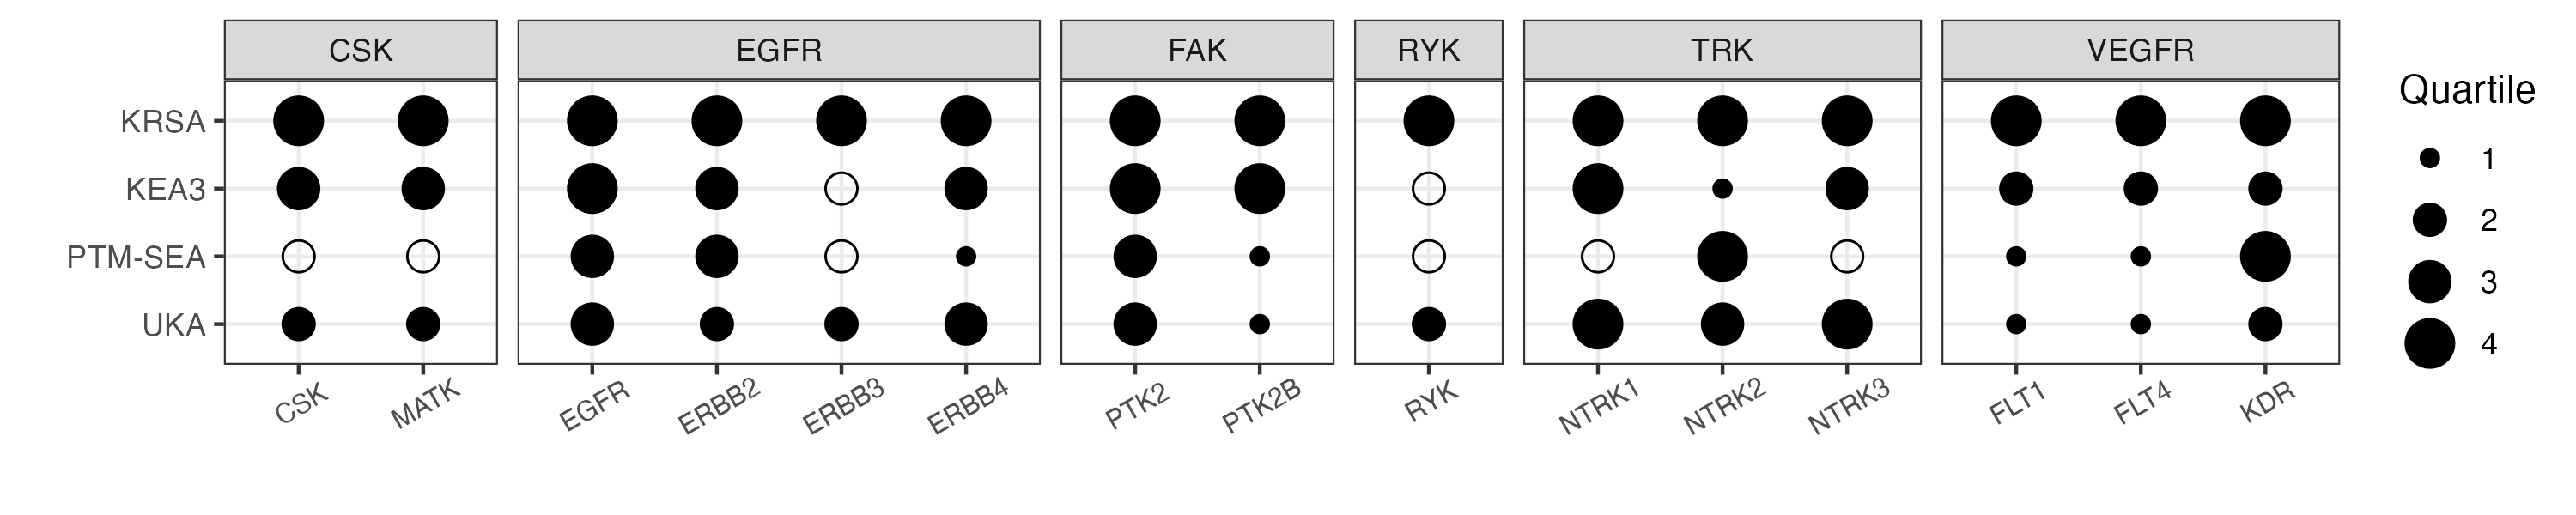 CSK EGFR FAK RYK TRK VEGFR
Quartile
KRSA
KEA3
PTM-SEA
UKA
1
2
3
4
CSK MATK EGFR ERBB2 ERBB3 ERBB4 PTK2 PTK2B RYK NTRK1 NTRK2 NTRK3 FLT1 FLT4 KDR